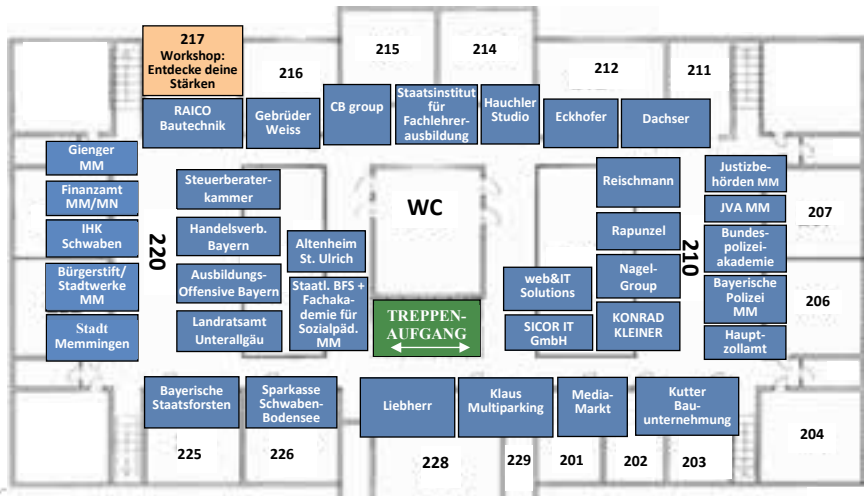 217
Workshop:
Entdecke deine
Stärken
216
215
214
212
211
RAICO
Bautechnik
Gebrüder
Weiss
CB group
Staatsinstitut
für
Fachlehrer-
ausbildung
Hauchler
Studio
Eckhofer
Dachser
Gienger
MM
Finanzamt
MM/MN
IHK
Schwaben
Bürgerstift/
Stadtwerke
MM
Stadt
Memmingen
220
Steuerberater-
kammer
Handelsverb.
Bayern
Ausbildungs-
Offensive Bayern
Landratsamt
Unterallgäu
Altenheim
St. Ulrich
Staatl. BFS +
Fachaka-
demie für
Sozialpäd.
MM
WC
TREPPEN-
AUFGANG
web&IT
Solutions
SICOR IT
GmbH
Reischmann
Rapunzel
Nagel-
Group
KONRAD
KLEINER
210
Justizbe-
hörden MM
JVA MM
Bundes-
polizei-
akademie
Bayerische
Polizei
MM
Haupt-
zollamt
207
206
Bayerische
Staatsforsten
Sparkasse
Schwaben-
Bodensee
Liebherr
Klaus
Multiparking
Media-
Markt
Kutter
Bau-
unternehmung
225
226
228
229
201
202
203
204